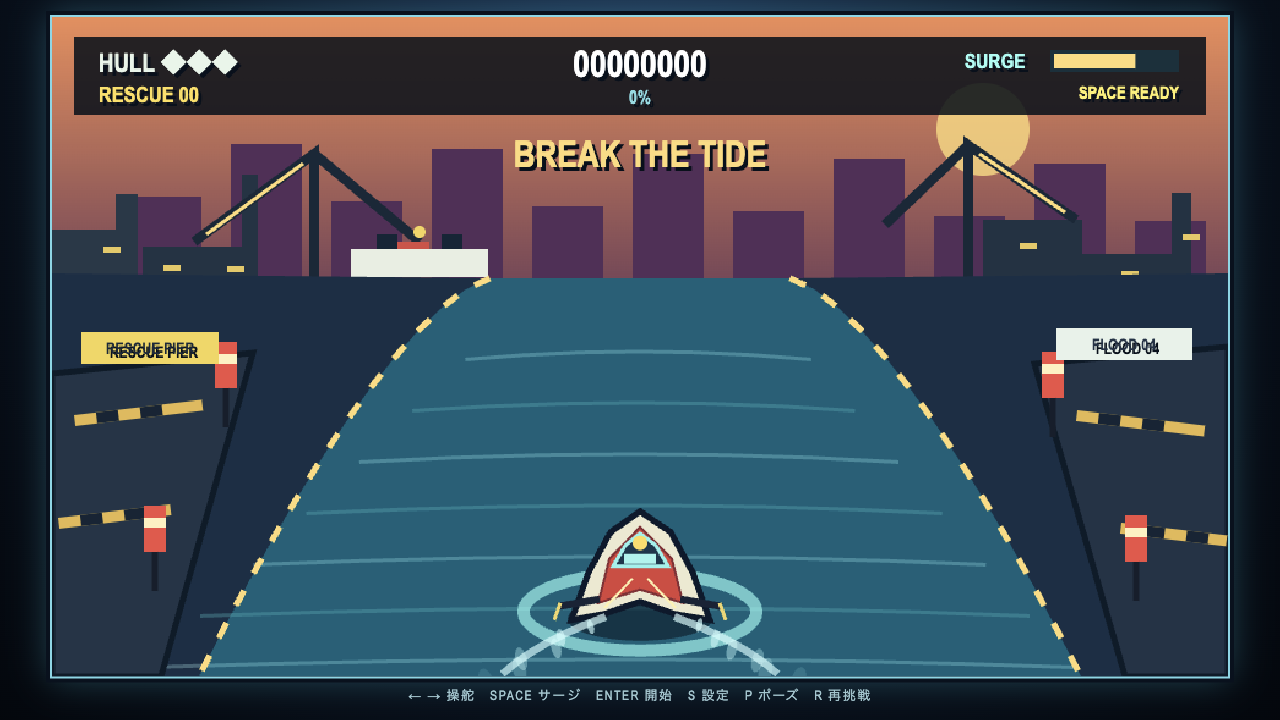 HULL
00000000
SURGE
RESCUE 00
0%
SPACE READY
BREAK THE TIDE
RESCUE PIER
FLOOD 04
← → 操舵 SPACE サージ ENTER 開始 S 設定 P ポーズ R 再挑戦